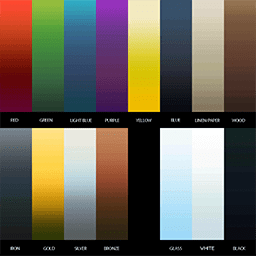 RED GREEN LIGHT BLUE PURPLE YELLOW BLUE LINEN PAPER WOOD
IRON GOLD SILVER BRONZE GLASS WHITE BLACK